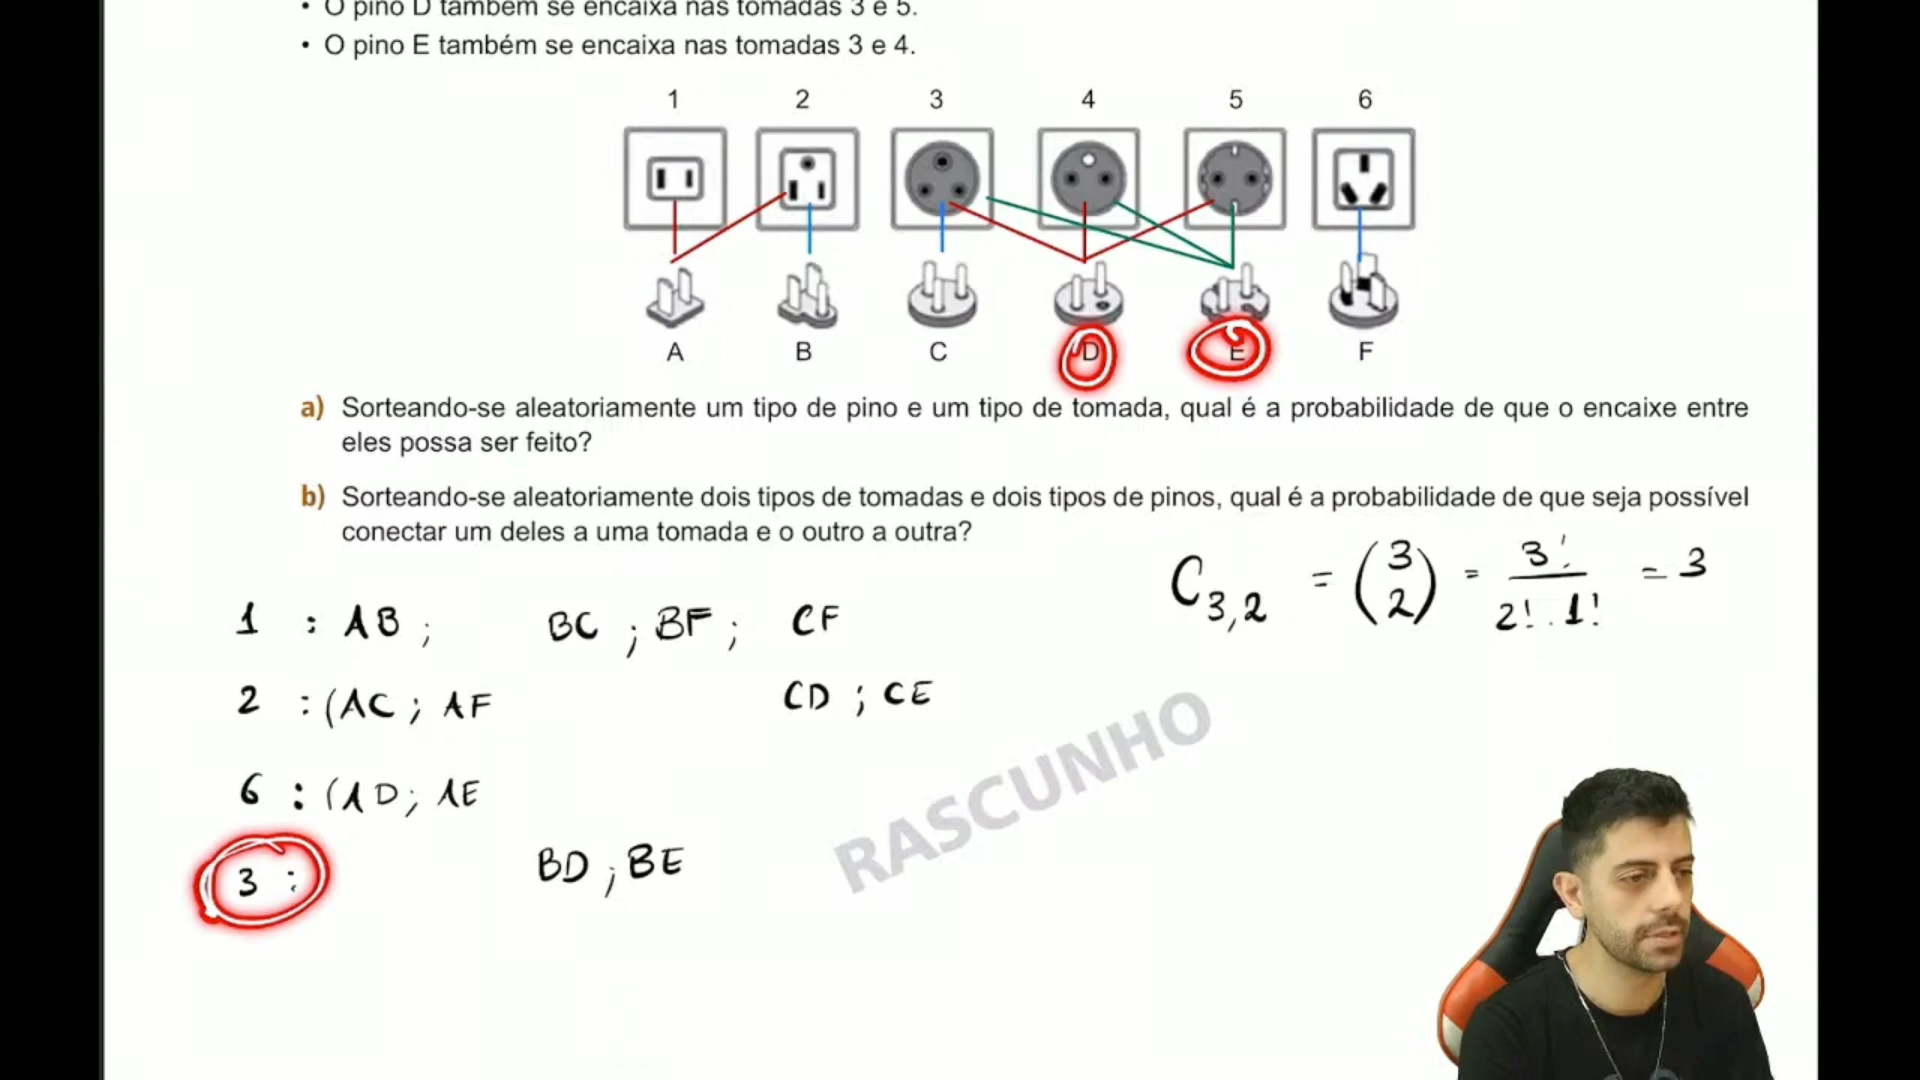 • O pino D também se encaixa nas tomadas 3 e 5.
• O pino E também se encaixa nas tomadas 3 e 4.
1 2 3 4 5 6
A B C D E F
a) Sorteando-se aleatoriamente um tipo de pino e um tipo de tomada, qual é a probabilidade de que o encaixe entre
eles possa ser feito?
b) Sorteando-se aleatoriamente dois tipos de tomadas e dois tipos de pinos, qual é a probabilidade de que seja possível
conectar um deles a uma tomada e o outro a outra?
C3,2 = (3 2) = 3! / 2! . 1! = 3
1 : AB ; BC ; BF ; CF
2 : (AC ; AF CD ; CE
6 : (AD ; AE
3 : BD ; BE
RASCUNHO